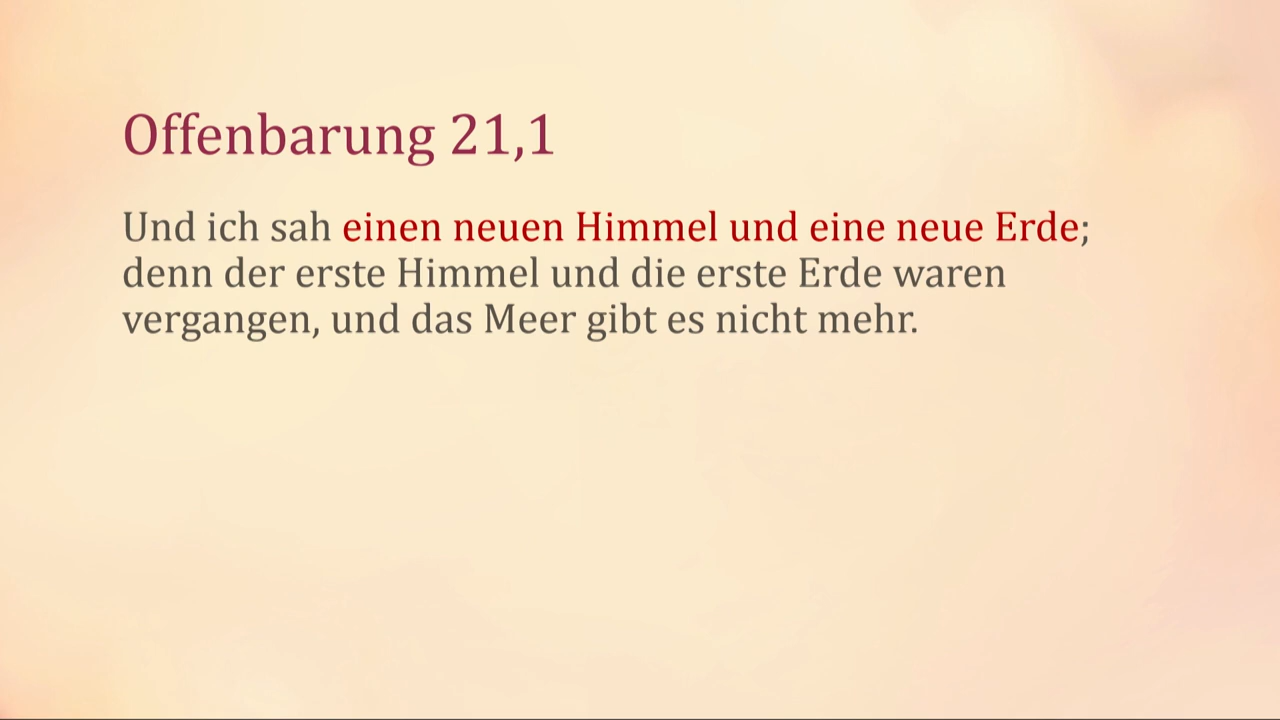 Offenbarung 21,1
Und ich sah einen neuen Himmel und eine neue Erde;
denn der erste Himmel und die erste Erde waren
vergangen, und das Meer gibt es nicht mehr.